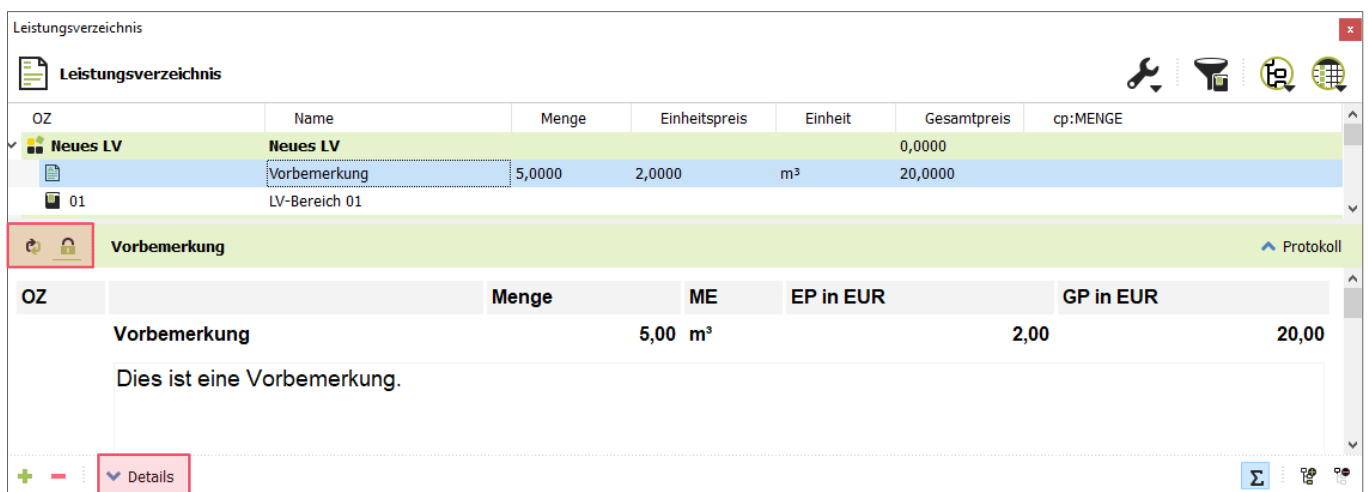 Leistungsverzeichnis
x
Leistungsverzeichnis
OZ Name Menge Einheitspreis Einheit Gesamtpreis cp:MENGE
Neues LV Neues LV 0,0000
Vorbemerkung 5,0000 2,0000 m³ 20,0000
01 LV-Bereich 01
Vorbemerkung Protokoll
OZ Menge ME EP in EUR GP in EUR
Vorbemerkung 5,00 m³ 2,00 20,00
Dies ist eine Vorbemerkung.
Details Σ